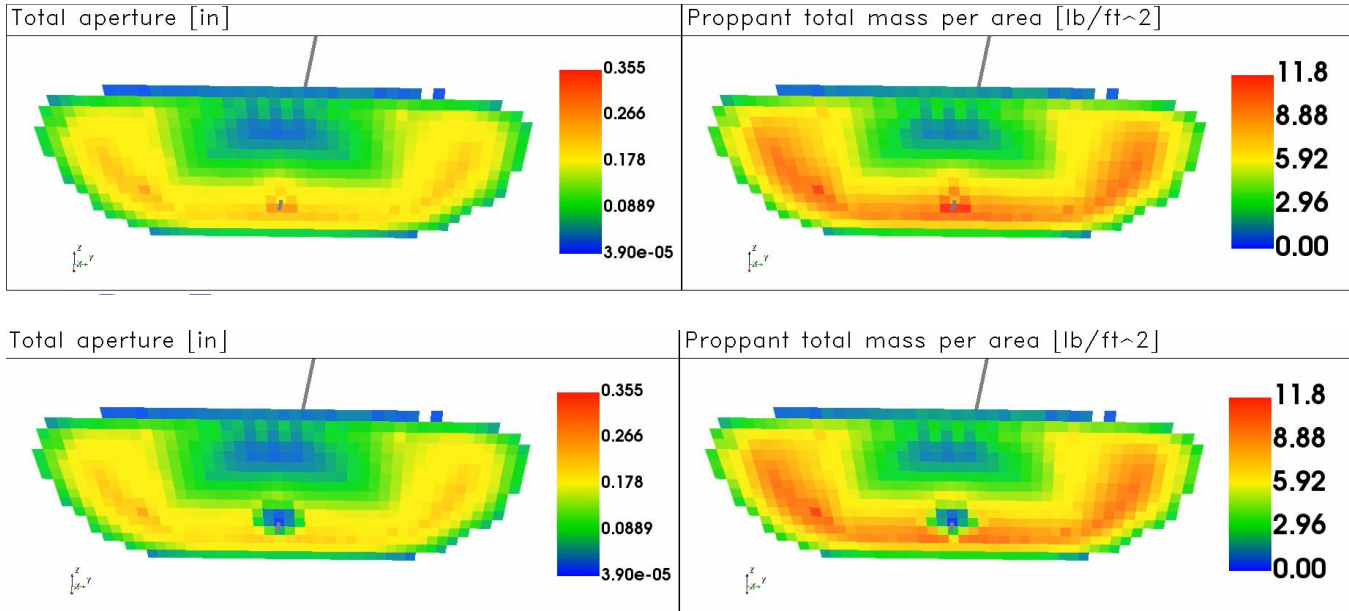 Total aperture [in]
Proppant total mass per area [lb/ft^2]
0.355
0.266
0.178
0.0889
3.90e-05
11.8
8.88
5.92
2.96
0.00
z
x
y
z
x
y
Total aperture [in]
Proppant total mass per area [lb/ft^2]
0.355
0.266
0.178
0.0889
3.90e-05
11.8
8.88
5.92
2.96
0.00
z
x
y
z
x
y